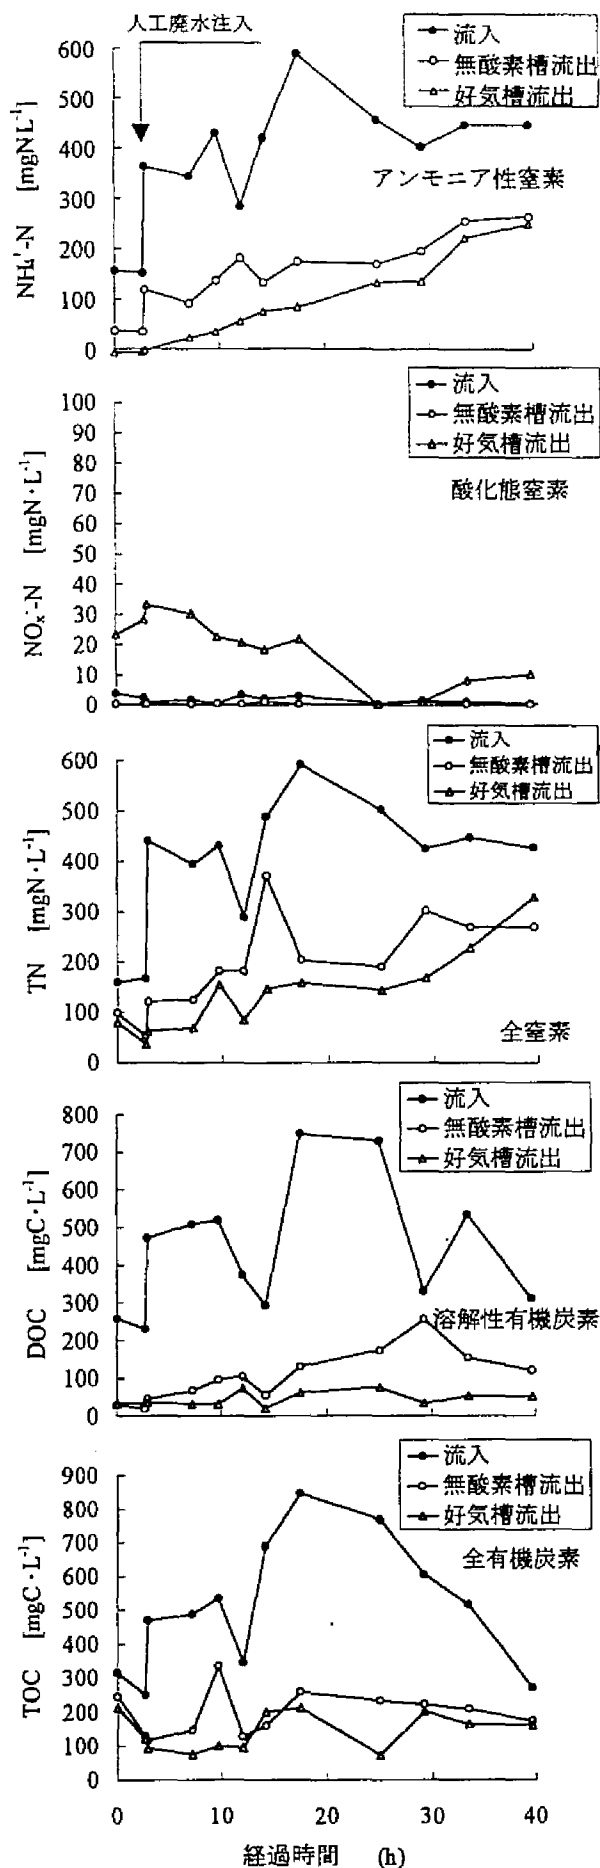 人工廃水注入
流入
無酸素槽流出
好気槽流出
アンモニア性窒素
NH₄⁺-N [mgNL⁻¹]
600
500
400
300
200
100
0
流入
無酸素槽流出
好気槽流出
酸化態窒素
NOₓ⁻-N [mgN・L⁻¹]
100
90
80
70
60
50
40
30
20
10
0
流入
無酸素槽流出
好気槽流出
全窒素
TN [mgN・L⁻¹]
600
500
400
300
200
100
0
流入
無酸素槽流出
好気槽流出
溶解性有機炭素
DOC [mgC・L⁻¹]
800
700
600
500
400
300
200
100
0
流入
無酸素槽流出
好気槽流出
全有機炭素
TOC [mgC・L⁻¹]
900
800
700
600
500
400
300
200
100
0
0 10 20 30 40
経過時間 (h)